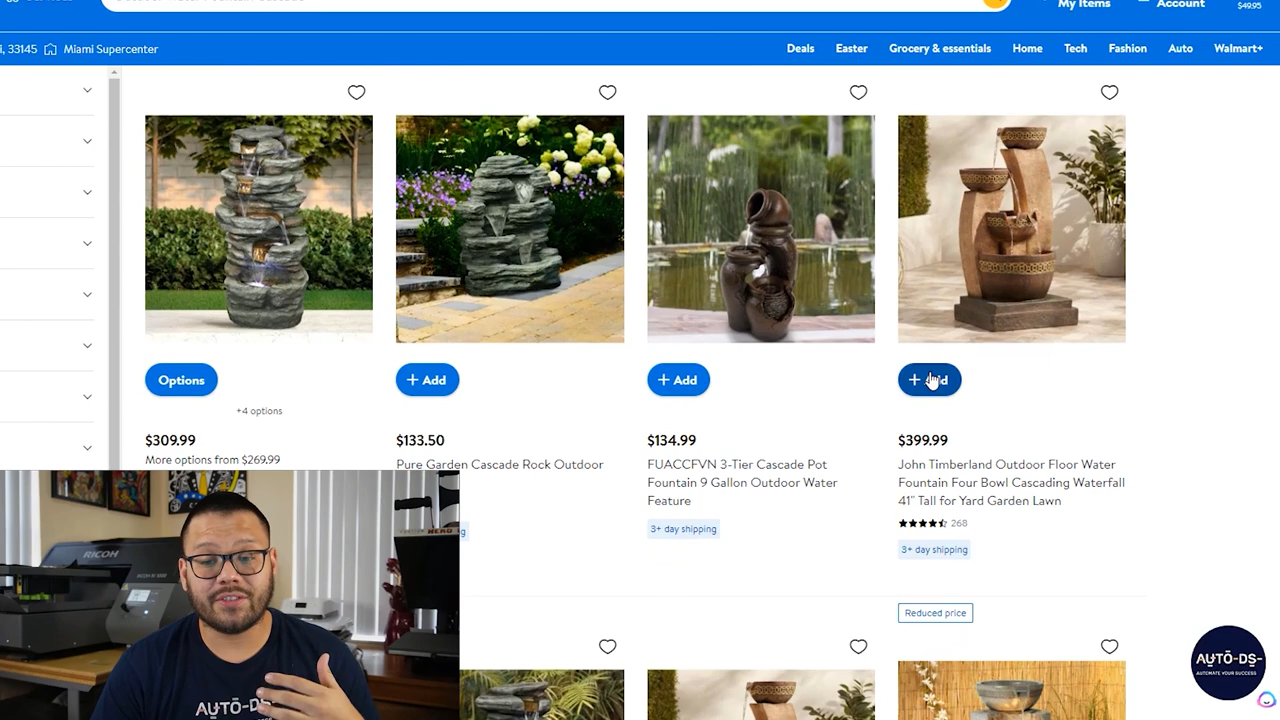 My Items
Account
$49.95
i, 33145
Miami Supercenter
Deals
Easter
Grocery & essentials
Home
Tech
Fashion
Auto
Walmart+
Options
+ Add
+ Add
+4 options
$309.99
More options from $269.99
$133.50
Pure Garden Cascade Rock Outdoor
$134.99
FUACCFVN 3-Tier Cascade Pot
Fountain 9 Gallon Outdoor Water
Feature
3+ day shipping
$399.99
John Timberland Outdoor Floor Water
Fountain Four Bowl Cascading Waterfall
41" Tall for Yard Garden Lawn
268
3+ day shipping
Reduced price
RICOH
AUTŌ-DS-
AUTŌ-DS-
AUTOMATE YOUR SUCCESS